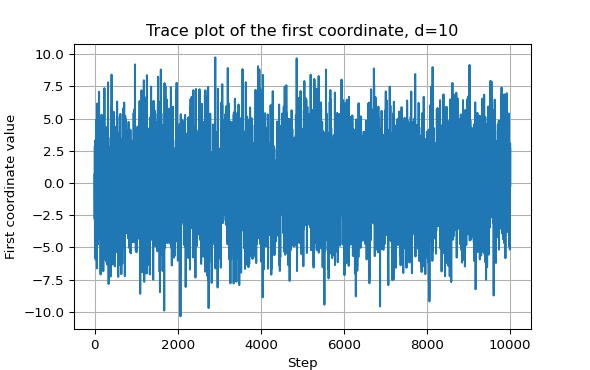 Trace plot of the first coordinate, d=10
10.0
7.5
5.0
2.5
0.0
−2.5
−5.0
−7.5
−10.0
First coordinate value
0 2000 4000 6000 8000 10000
Step